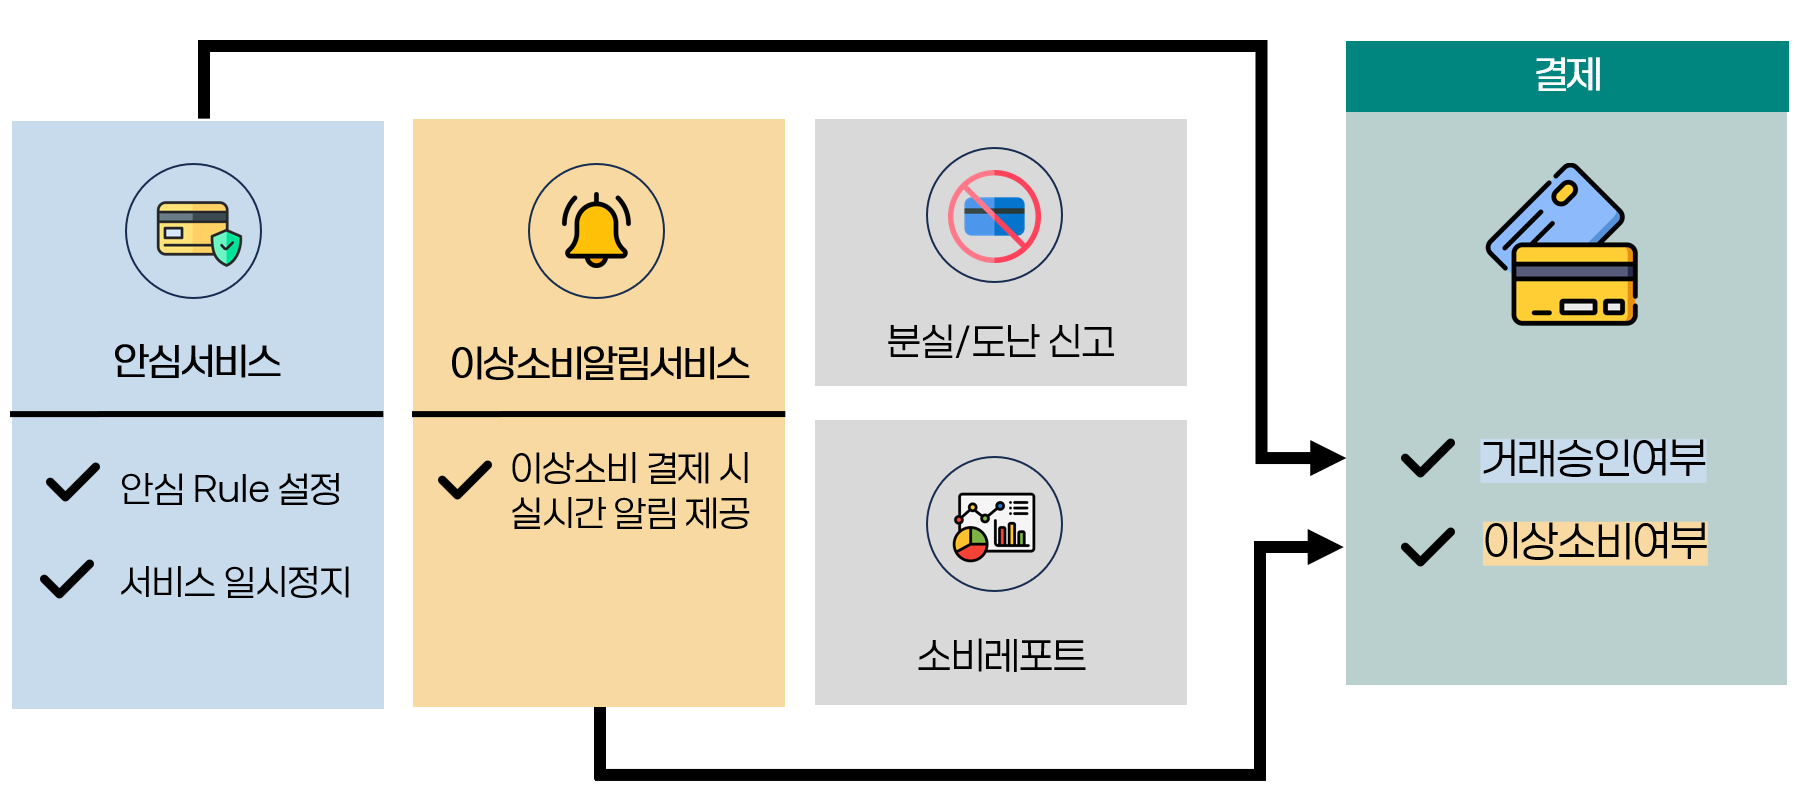 안심서비스
안심 Rule 설정
서비스 일시정지
이상소비알림서비스
이상소비 결제 시
실시간 알림 제공
분실/도난 신고
소비레포트
결제
거래승인여부
이상소비여부